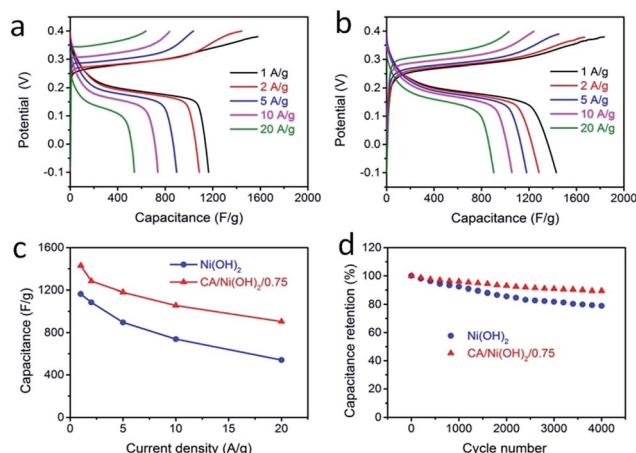 a
0.4
0.3
0.2
0.1
0.0
-0.1
Potential (V)
1 A/g
2 A/g
5 A/g
10 A/g
20 A/g
0 400 800 1200 1600 2000
Capacitance (F/g)
b
0.4
0.3
0.2
0.1
0.0
-0.1
Potential (V)
1 A/g
2 A/g
5 A/g
10 A/g
20 A/g
0 400 800 1200 1600 2000
Capacitance (F/g)
c
1600
1200
800
400
0
Capacitance (F/g)
Ni(OH)₂
CA/Ni(OH)₂/0.75
0 5 10 15 20
Current density (A/g)
d
120
100
80
60
40
20
0
Capacitance retention (%)
Ni(OH)₂
CA/Ni(OH)₂/0.75
0 1000 2000 3000 4000
Cycle number